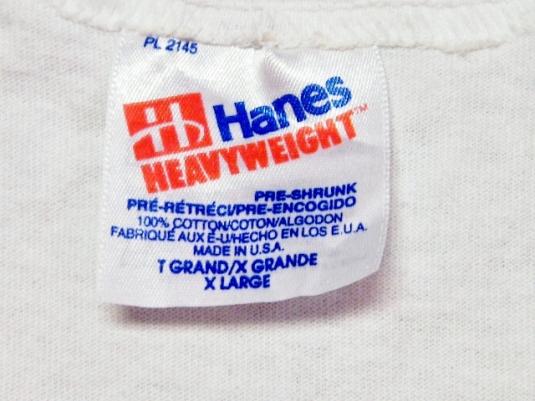 PL 2145
Hanes
HEAVYWEIGHT™
PRE-SHRUNK
PRÉ-RÉTRÉCI/PRE-ENCOGIDO
100% COTTON/COTON/ALGODON
FABRIQUÉ AUX É-U/HECHO EN LOS E.U.A.
MADE IN U.S.A.
T GRAND/X GRANDE
X LARGE